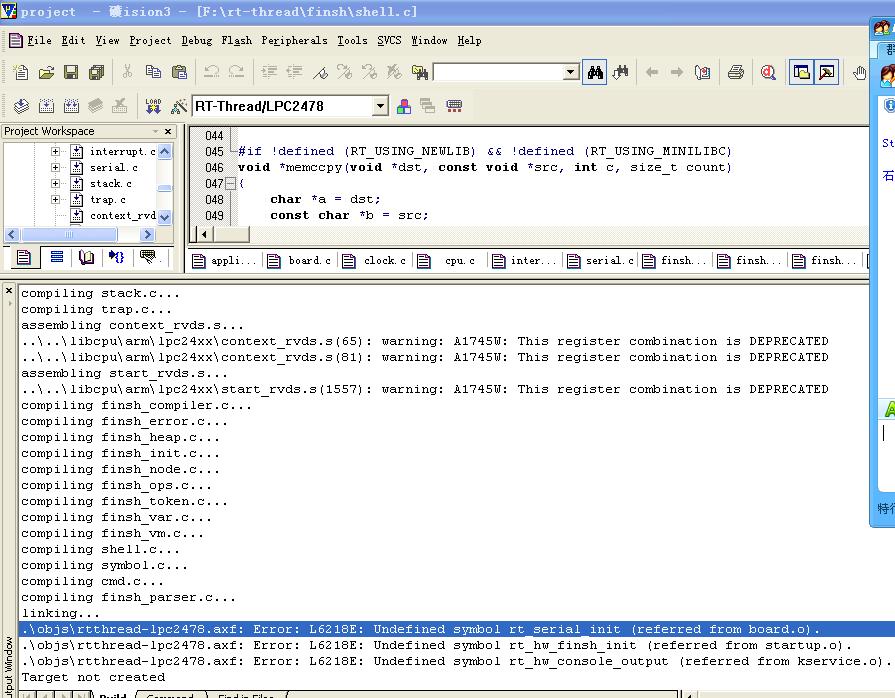 project - 礦ision3 - [F:\rt-thread\finsh\shell.c]
File Edit View Project Debug Flash Peripherals Tools SVCS Window Help
LOAD RT-Thread/LPC2478
Project Workspace
interrupt.c
serial.c
stack.c
trap.c
context_rvd
044
045 #if !defined (RT_USING_NEWLIB) && !defined (RT_USING_MINILIBC)
046 void *memccpy(void *dst, const void *src, int c, size_t count)
047 {
048 char *a = dst;
049 const char *b = src;
appli... board.c clock.c cpu.c inter... serial.c finsh... finsh... finsh...
compiling stack.c...
compiling trap.c...
assembling context_rvds.s...
..\..\libcpu\arm\lpc24xx\context_rvds.s(65): warning: A1745W: This register combination is DEPRECATED
..\..\libcpu\arm\lpc24xx\context_rvds.s(81): warning: A1745W: This register combination is DEPRECATED
assembling start_rvds.s...
..\..\libcpu\arm\lpc24xx\start_rvds.s(1557): warning: A1745W: This register combination is DEPRECATED
compiling finsh_compiler.c...
compiling finsh_error.c...
compiling finsh_heap.c...
compiling finsh_init.c...
compiling finsh_node.c...
compiling finsh_ops.c...
compiling finsh_token.c...
compiling finsh_var.c...
compiling finsh_vm.c...
compiling shell.c...
compiling symbol.c...
compiling cmd.c...
compiling finsh_parser.c...
linking...
.\objs\rtthread-lpc2478.axf: Error: L6218E: Undefined symbol rt_serial_init (referred from board.o).
.\objs\rtthread-lpc2478.axf: Error: L6218E: Undefined symbol rt_hw_finsh_init (referred from startup.o).
.\objs\rtthread-lpc2478.axf: Error: L6218E: Undefined symbol rt_hw_console_output (referred from kservice.o).
Target not created
Build Command Find in Files
St
石